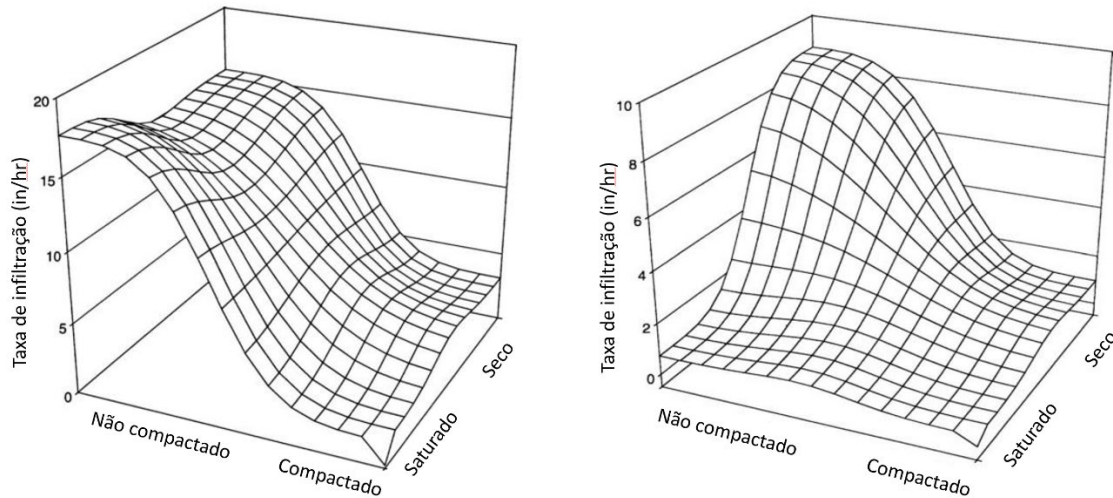 20
15
10
5
0
Taxa de infiltração (in/hr)
Não compactado
Compactado
Saturado
Seco
10
8
6
4
2
0
Taxa de infiltração (in/hr)
Não compactado
Compactado
Saturado
Seco